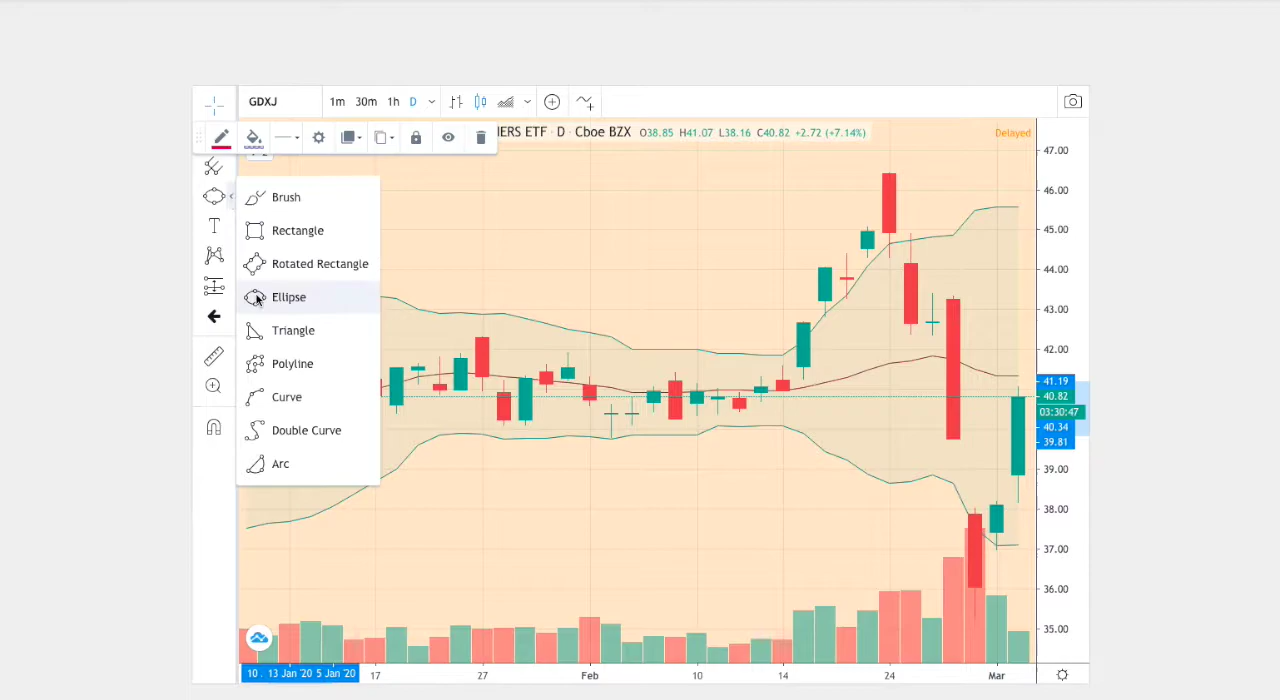 GDXJ 1m 30m 1h D
ERS ETF · D · Cboe BZX O38.85 H41.07 L38.16 C40.82 +2.72 (+7.14%) Delayed
Brush
Rectangle
Rotated Rectangle
Ellipse
Triangle
Polyline
Curve
Double Curve
Arc
47.00
46.00
45.00
44.00
43.00
42.00
41.19
40.82
03:30:47
40.34
39.81
39.00
38.00
37.00
36.00
35.00
10 . 13 Jan '20 5 Jan '20 17 27 Feb 10 14 24 Mar